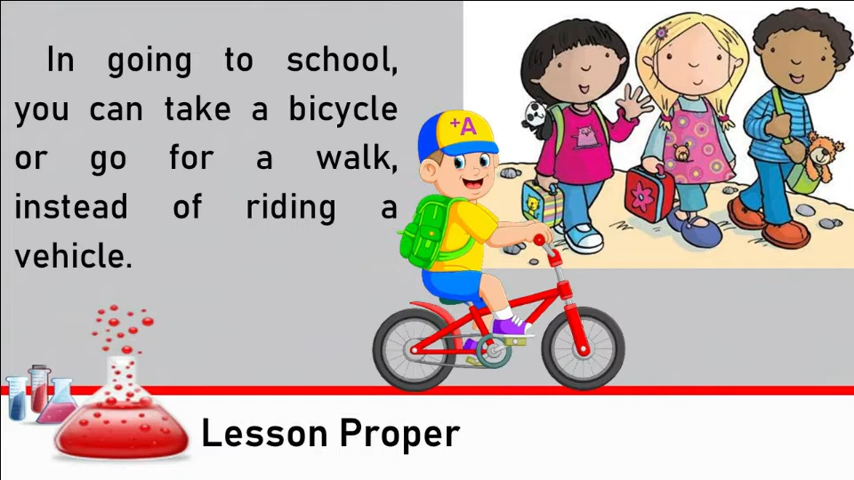 In going to school,
you can take a bicycle
or go for a walk,
instead of riding a
vehicle.
+A
Lesson Proper